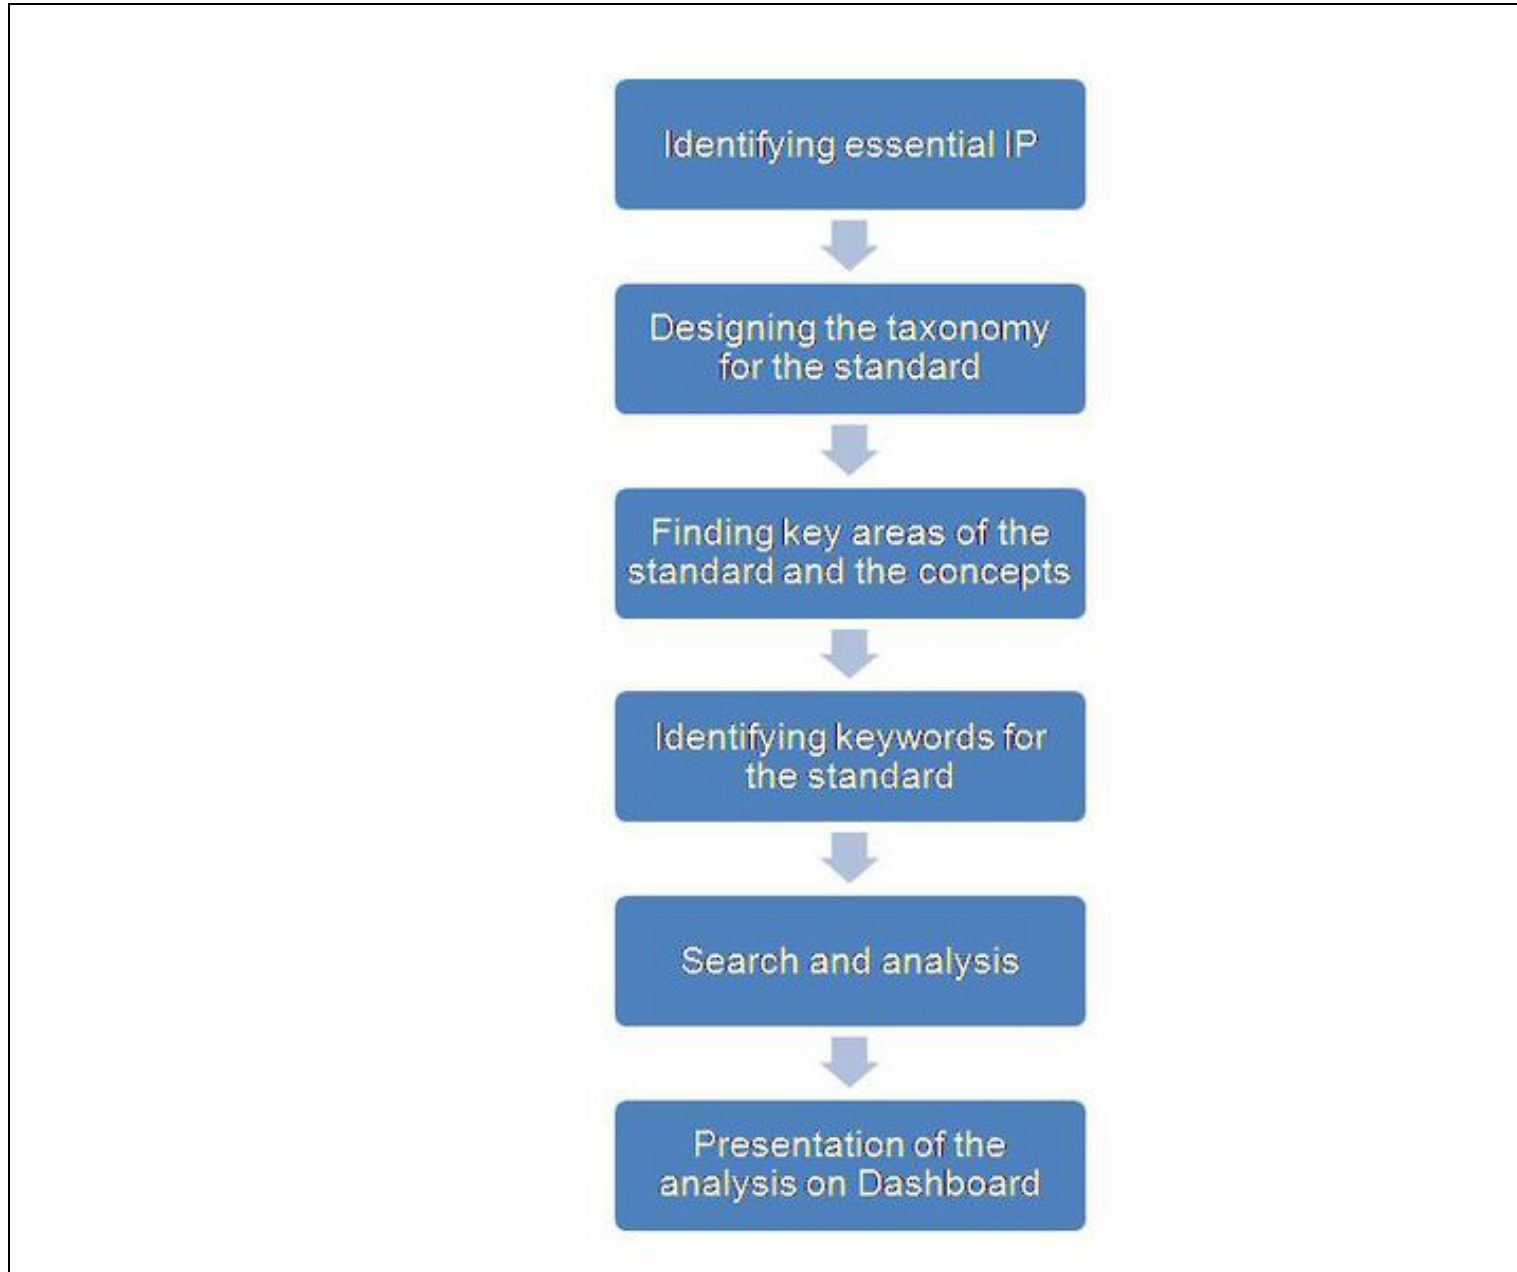 Identifying essential IP
Designing the taxonomy
for the standard
Finding key areas of the
standard and the concepts
Identifying keywords for
the standard
Search and analysis
Presentation of the
analysis on Dashboard